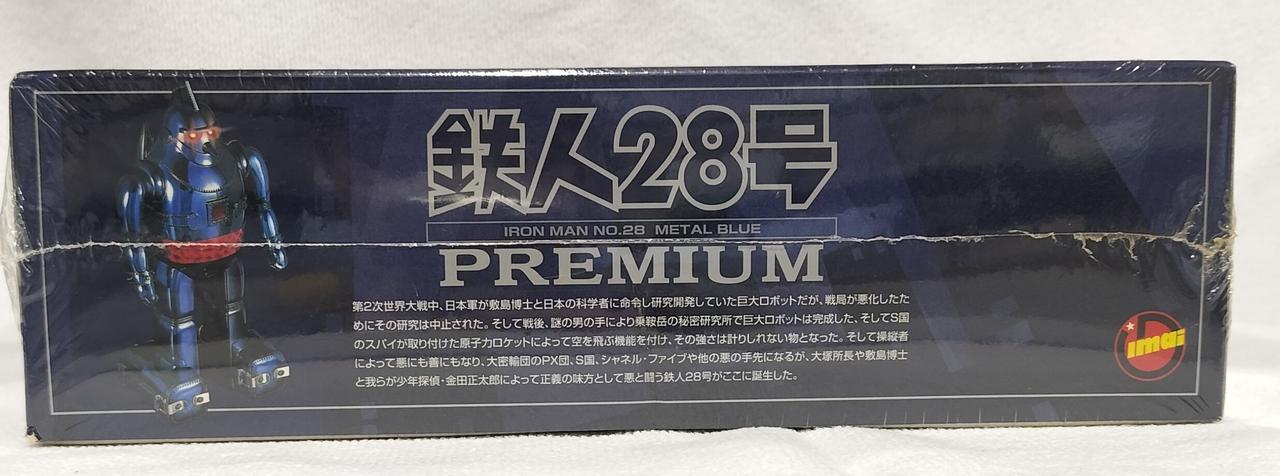 鉄人28号
IRON MAN NO.28 METAL BLUE
PREMIUM
第2次世界大戦中、日本軍が敷島博士と日本の科学者に命令し研究開発していた巨大ロボットだが、戦局が悪化したた
めにその研究は中止された。そして戦後、謎の男の手により乗鞍岳の秘密研究所で巨大ロボットは完成した、そしてS国
のスパイが取り付けた原子力ロケットによって空を飛ぶ機能を付け、その強さは計りしれない物となった。そして操縦者
によって悪にも善にもなり、大密輸団のPX団、S国、シャネル・ファイブや他の悪の手先になるが、大塚所長や敷島博士
と我らが少年探偵・金田正太郎によって正義の味方として悪と闘う鉄人28号がここに誕生した。
imai